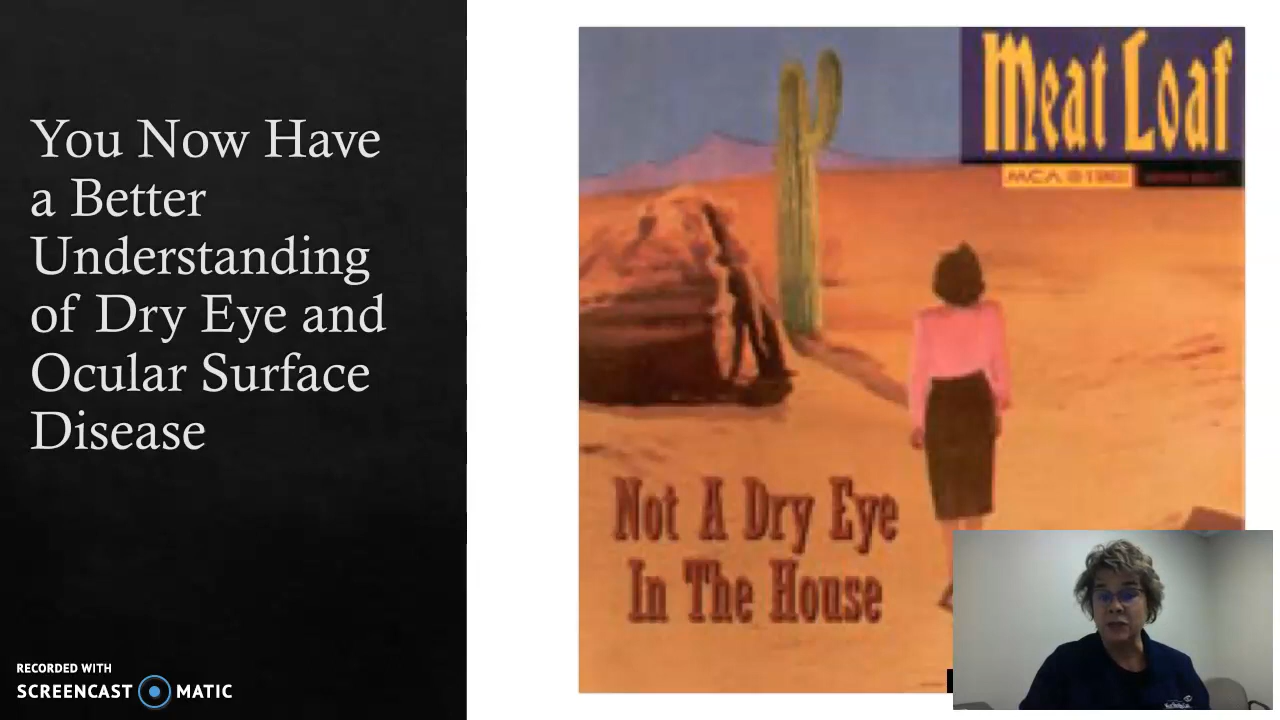 You Now Have
a Better
Understanding
of Dry Eye and
Ocular Surface
Disease
RECORDED WITH
SCREENCAST MATIC
Meat Loaf
MCA
Not A Dry Eye
In The House